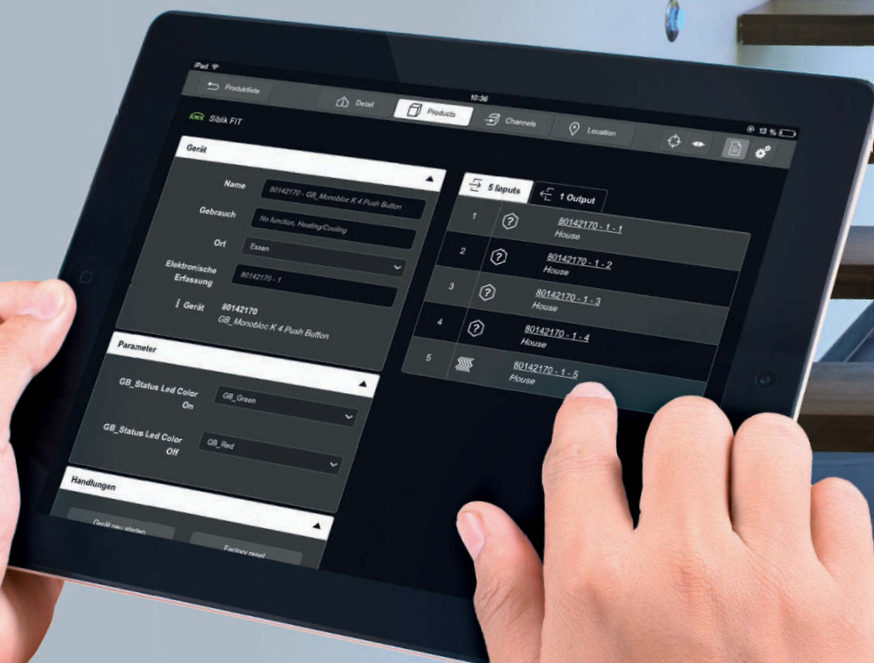 iPad
10:36
13 %
Produktliste
Detail
Products
Channels
Location
KNX Siblik FIT
Gerät
Name
80142170 - GB_Monobloc K 4 Push Button
Gebrauch
No function, Heating/Cooling
Ort
Essen
Elektronische
Erfassung
80142170 - 1
i Gerät
80142170
GB_Monobloc K 4 Push Button
Parameter
GB_Status Led Color
On
GB_Green
GB_Status Led Color
Off
GB_Red
Handlungen
Gerät neu starten
Factory reset
5 Inputs
1 Output
1
80142170 - 1 - 1
House
2
80142170 - 1 - 2
House
3
80142170 - 1 - 3
House
4
80142170 - 1 - 4
House
5
80142170 - 1 - 5
House